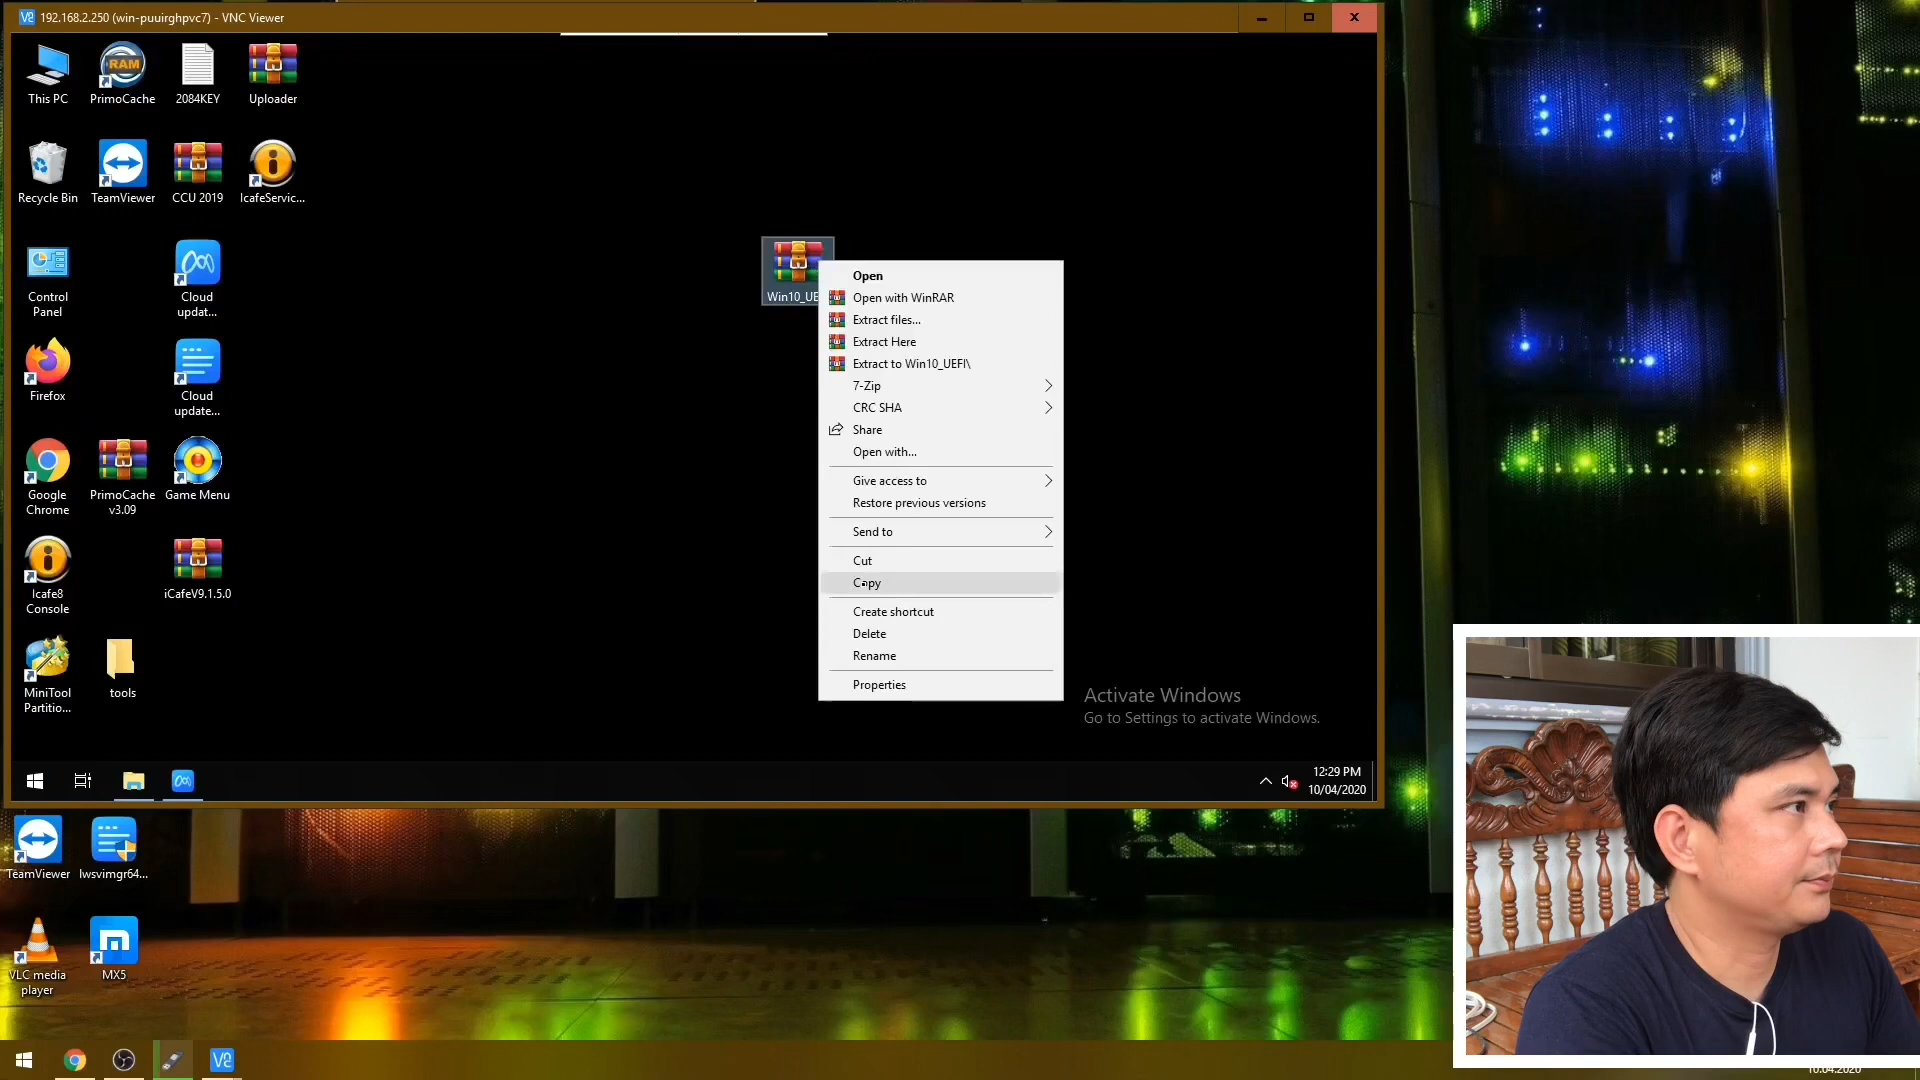 192.168.2.250 (win-puuirghpvc7) - VNC Viewer
This PC
PrimoCache
2084KEY
Uploader
Recycle Bin
TeamViewer
CCU 2019
IcafeServic...
Control
Panel
Cloud
updat...
Firefox
Cloud
update...
Google
Chrome
PrimoCache
v3.09
Game Menu
Icafe8
Console
iCafeV9.1.5.0
MiniTool
Partitio...
tools
Win10_UE
Open
Open with WinRAR
Extract files...
Extract Here
Extract to Win10_UEFI\
7-Zip
CRC SHA
Share
Open with...
Give access to
Restore previous versions
Send to
Cut
Copy
Create shortcut
Delete
Rename
Properties
Activate Windows
Go to Settings to activate Windows.
12:29 PM
10/04/2020
TeamViewer
lwsvimgr64...
VLC media
player
MX5
10.04.2020